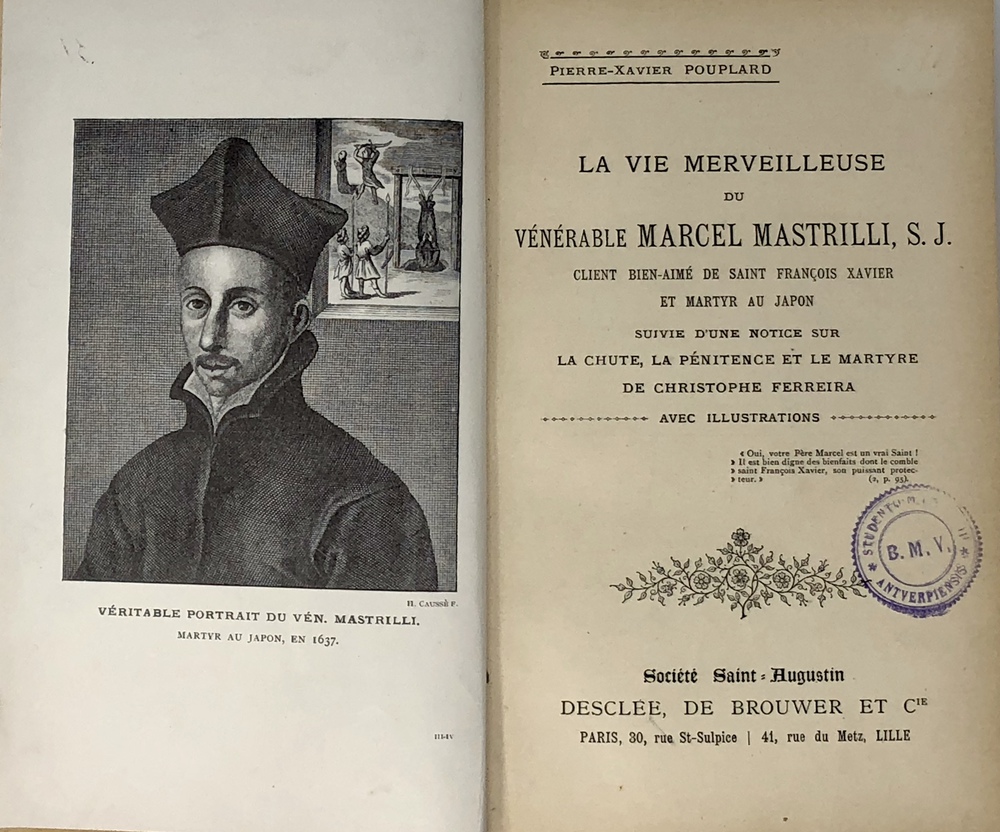 H. CAUSSÉ F.
VÉRITABLE PORTRAIT DU VÉN. MASTRILLI.
MARTYR AU JAPON, EN 1637.
III-IV
PIERRE-XAVIER POUPLARD
LA VIE MERVEILLEUSE
DU
VÉNÉRABLE MARCEL MASTRILLI, S. J.
CLIENT BIEN-AIMÉ DE SAINT FRANÇOIS XAVIER
ET MARTYR AU JAPON
SUIVIE D'UNE NOTICE SUR
LA CHUTE, LA PÉNITENCE ET LE MARTYRE
DE CHRISTOPHE FERREIRA
AVEC ILLUSTRATIONS
« Oui, votre Père Marcel est un vrai Saint !
» Il est bien digne des bienfaits dont le comble
» saint François Xavier, son puissant protec-
» teur. » (2, p. 93).
B. M. V.
ANTVERPIENSIS
Société Saint-Augustin
DESCLÉE, DE BROUWER ET CIE
PARIS, 30, rue St-Sulpice | 41, rue du Metz, LILLE